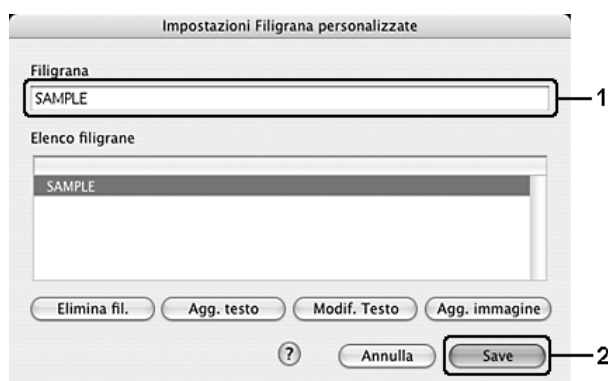 Impostazioni Filigrana personalizzate
Filigrana
SAMPLE
1
Elenco filigrane
SAMPLE
Elimina fil. Agg. testo Modif. Testo Agg. immagine
? Annulla Save 2